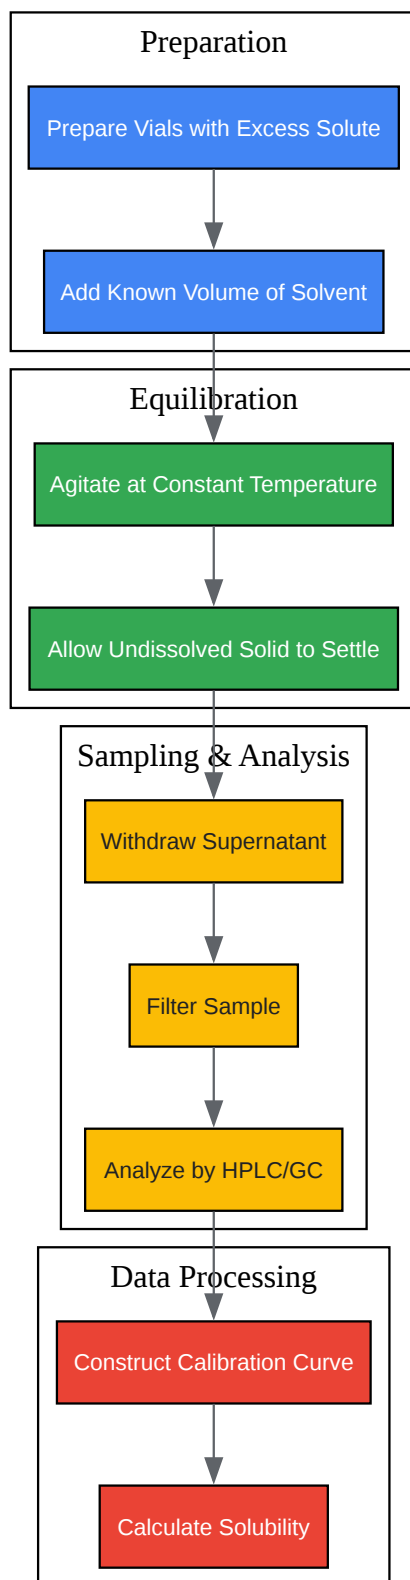 Preparation
Prepare Vials with Excess Solute
Add Known Volume of Solvent
Equilibration
Agitate at Constant Temperature
Allow Undissolved Solid to Settle
Sampling & Analysis
Withdraw Supernatant
Filter Sample
Analyze by HPLC/GC
Data Processing
Construct Calibration Curve
Calculate Solubility